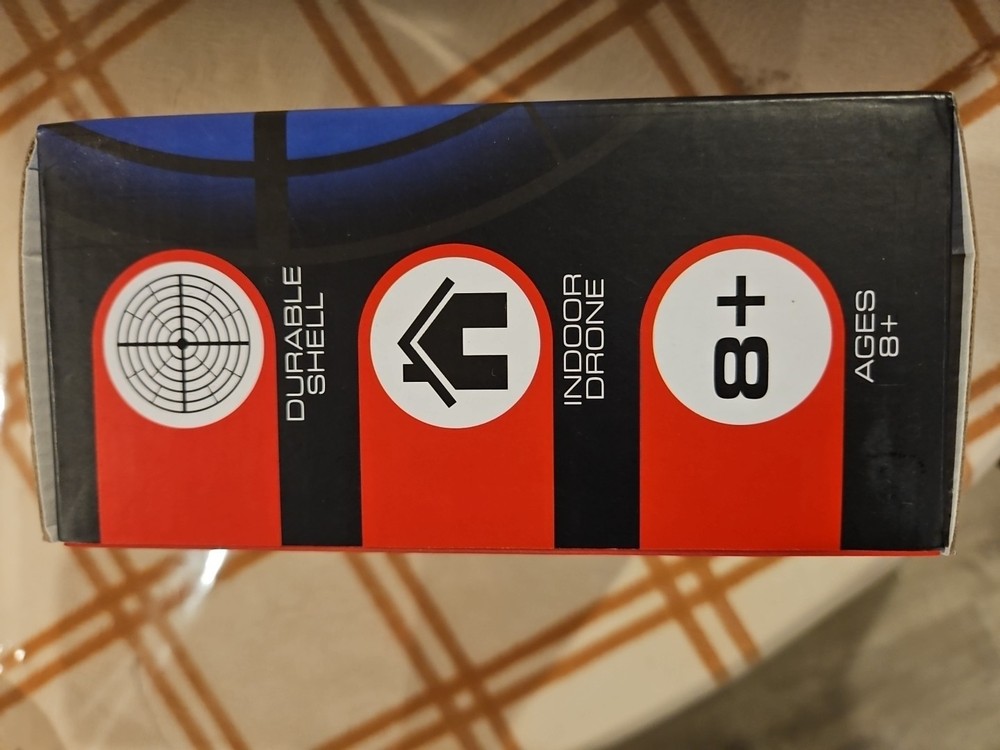 DURABLE
SHELL
INDOOR
DRONE
8+
AGES
8+